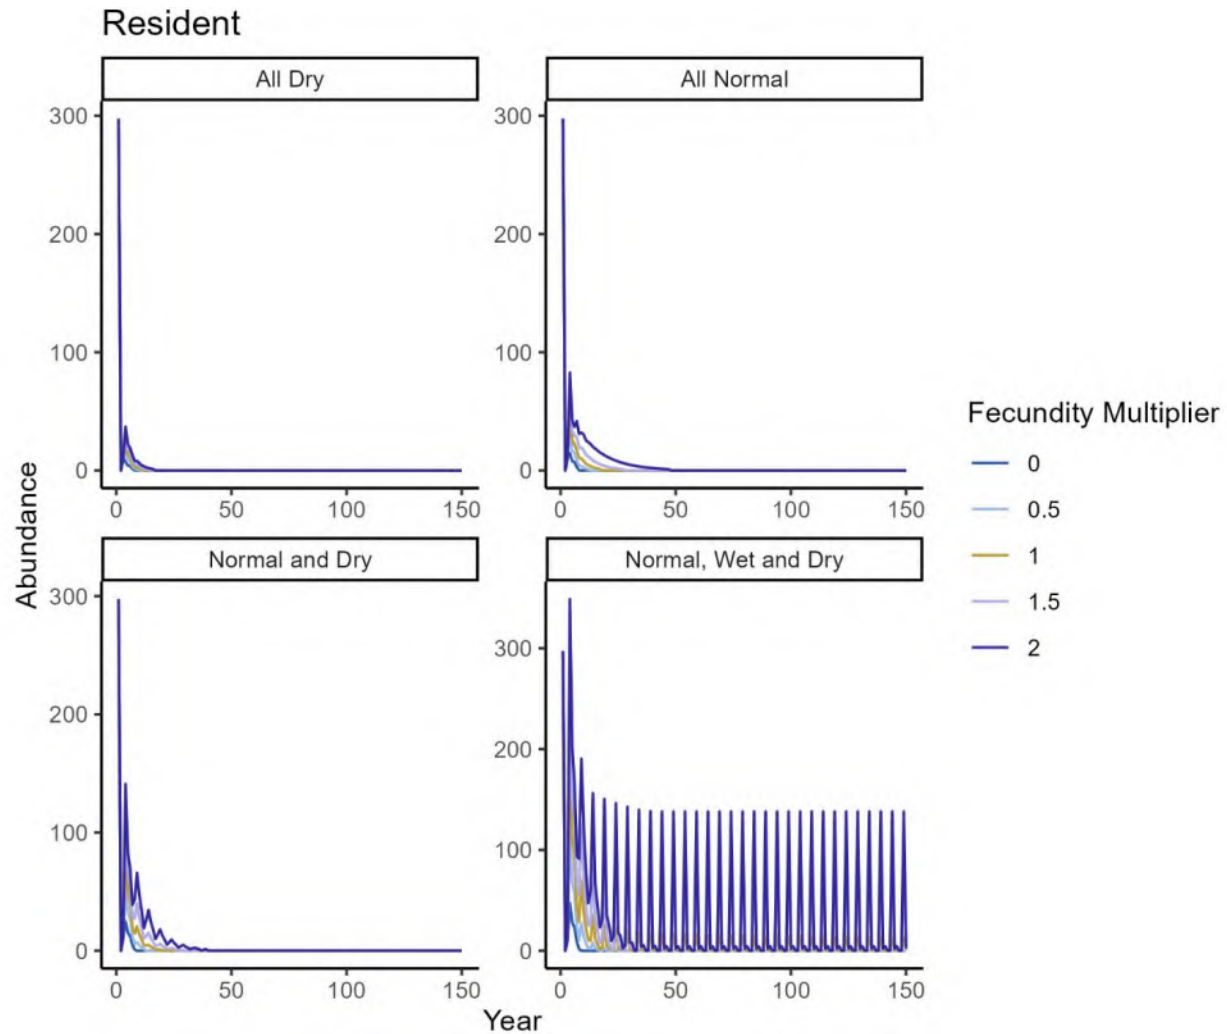 Resident
All Dry
All Normal
300
200
100
0
0 50 100 150
300
200
100
0
0 50 100 150
Normal and Dry
Normal, Wet and Dry
300
200
100
0
0 50 100 150
300
200
100
0
0 50 100 150
Abundance
Year
Fecundity Multiplier
0
0.5
1
1.5
2